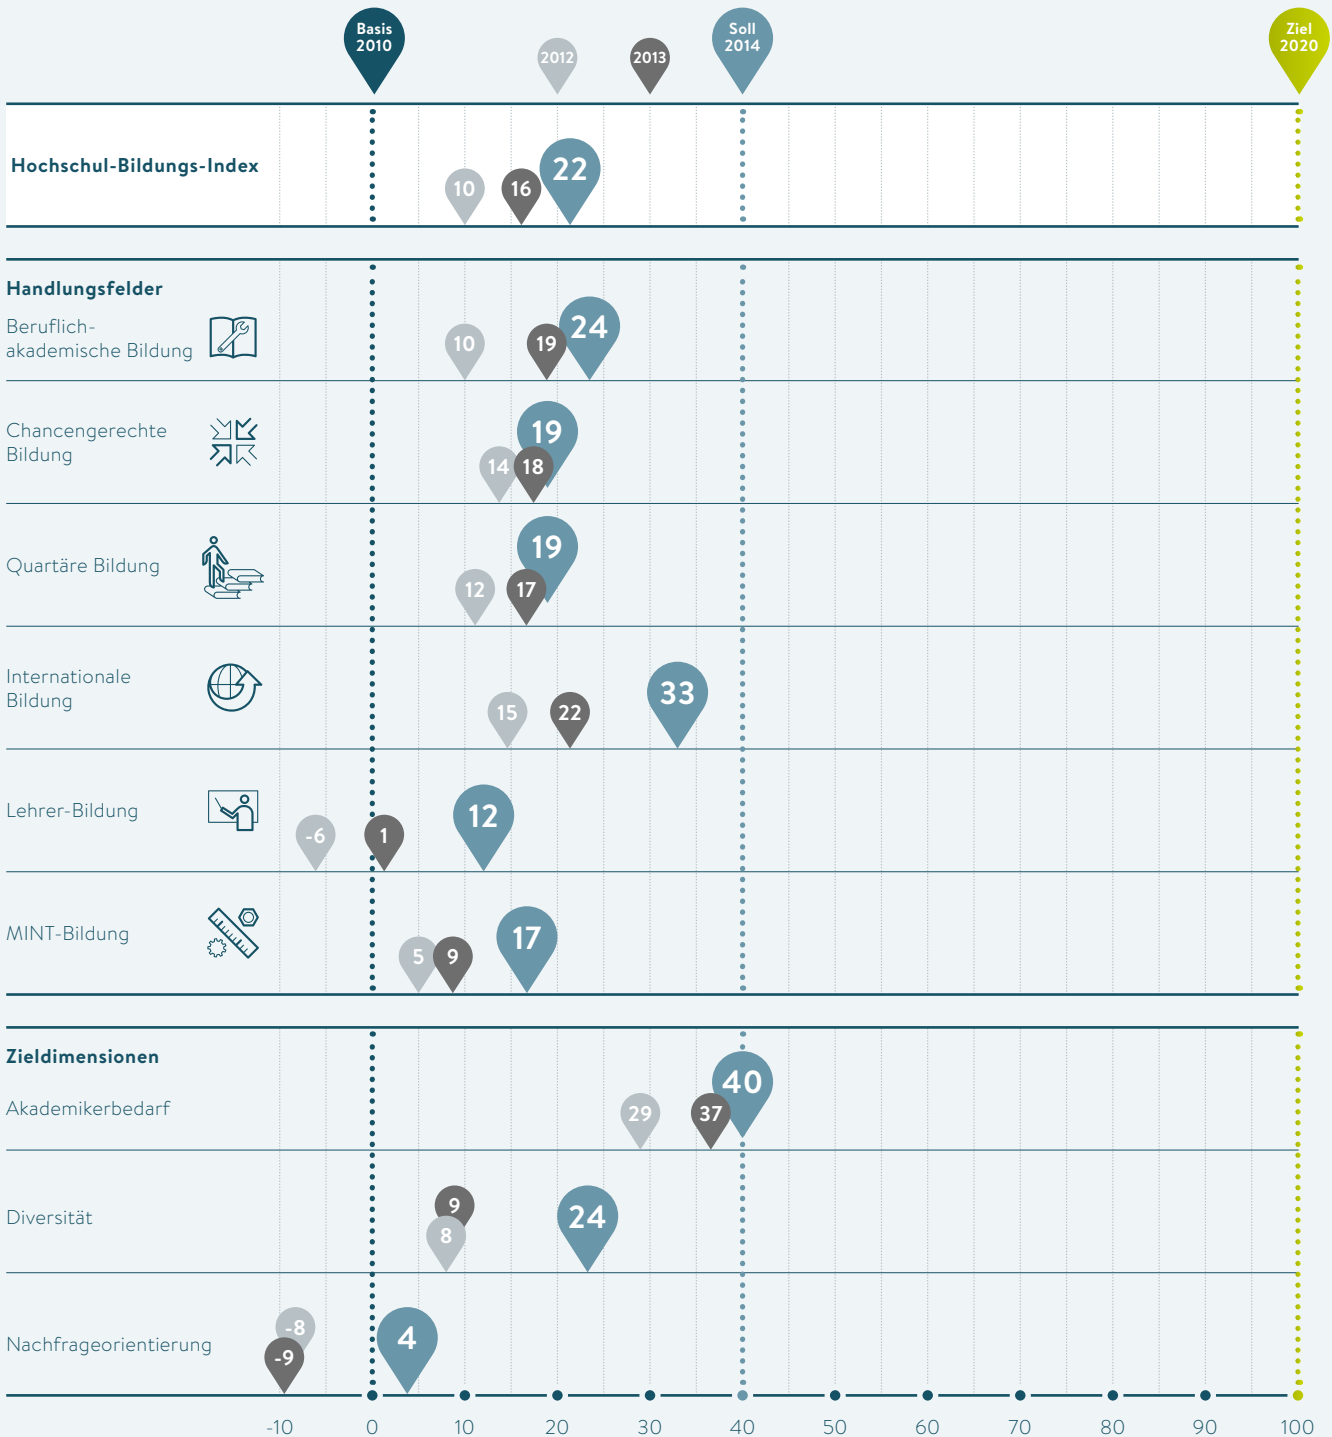 Basis
2010
2012
2013
Soll
2014
Ziel
2020
Hochschul-Bildungs-Index
10
16
22
Handlungsfelder
Beruflich-
akademische Bildung
10
19
24
Chancengerechte
Bildung
14
18
19
Quartäre Bildung
12
17
19
Internationale
Bildung
15
22
33
Lehrer-Bildung
-6
1
12
MINT-Bildung
5
9
17
Zieldimensionen
Akademikerbedarf
29
37
40
Diversität
9
8
24
Nachfrageorientierung
-8
-9
4
-10 0 10 20 30 40 50 60 70 80 90 100